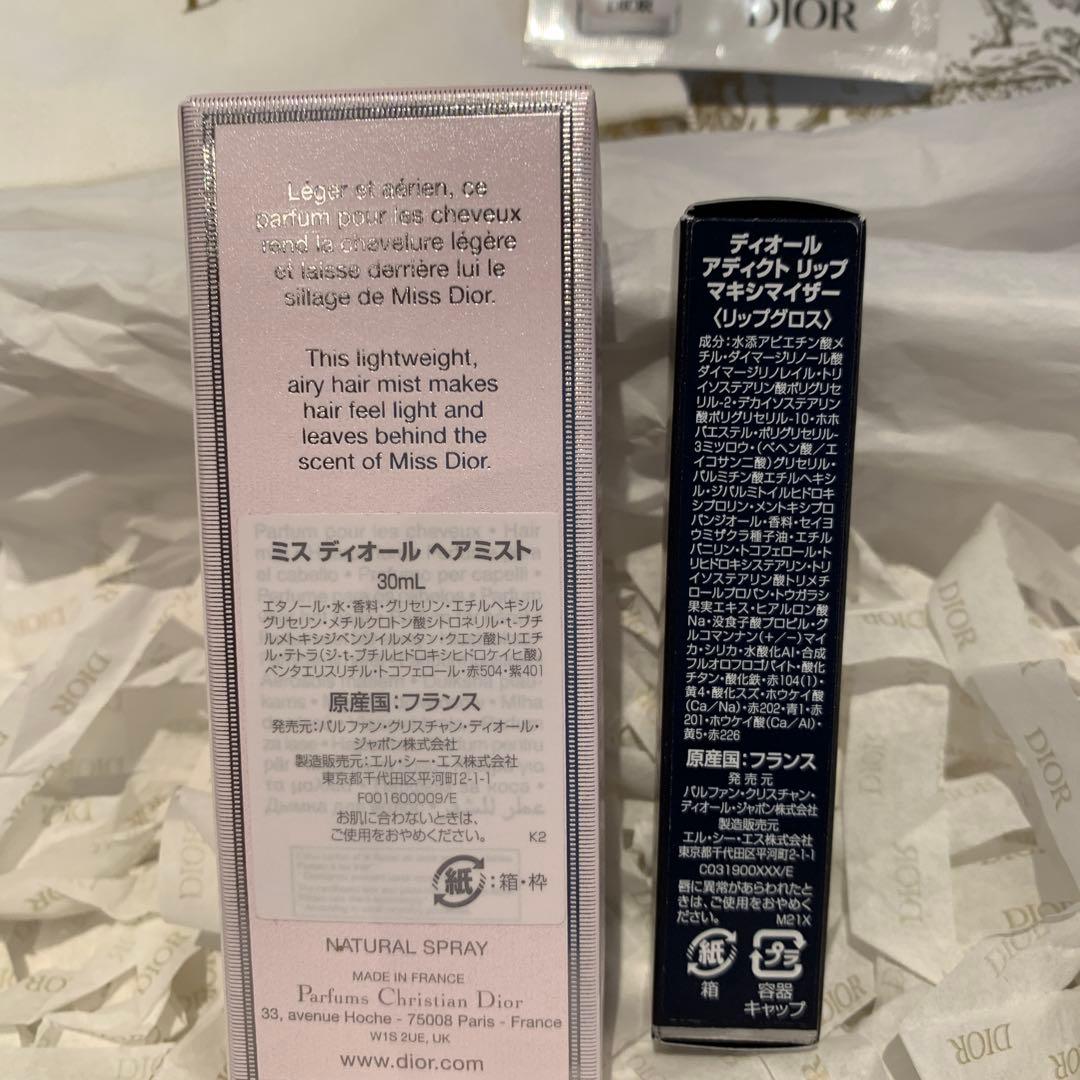 DIOR
DIOR
Léger et aérien, ce
parfum pour les cheveux
rend la chevelure légère
et laisse derrière lui le
sillage de Miss Dior.
This lightweight,
airy hair mist makes
hair feel light and
leaves behind the
scent of Miss Dior.
ミス ディオール ヘアミスト
30mL
エタノール・水・香料・グリセリン・エチルヘキシル
グリセリン・メチルクロトン酸シトロネリル・t-ブチ
ルメトキシジベンゾイルメタン・クエン酸トリエチ
ル・テトラ(ジ-t-ブチルヒドロキシヒドロケイヒ酸)
ペンタエリスリチル・トコフェロール・赤504・紫401
原産国:フランス
発売元:パルファン・クリスチャン・ディオール・
ジャポン株式会社
製造販売元:エル・シー・エス株式会社
東京都千代田区平河町2-1-1
F001600009/E
お肌に合わないときは、
ご使用をおやめください。
K2
紙:箱・枠
NATURAL SPRAY
MADE IN FRANCE
Parfums Christian Dior
33, avenue Hoche - 75008 Paris - France
W1S 2UE, UK
www.dior.com
ディオール
アディクト リップ
マキシマイザー
〈リップグロス〉
成分:水添アビエチン酸メ
チル・ダイマージリノール酸
ダイマージリノレイル・トリ
イソステアリン酸ポリグリセ
リル-2・デカイソステアリン
酸ポリグリセリル-10・ホホ
バエステル・ポリグリセリル-
3ミツロウ・(ベヘン酸/エ
イコサン二酸)グリセリル・
パルミチン酸エチルヘキシ
ル・ジパルミトイルヒドロキ
シプロリン・メントキシプロ
パンジオール・香料・セイヨ
ウミザクラ種子油・エチル
バニリン・トコフェロール・ト
リヒドロキシステアリン・トリ
イソステアリン酸トリメチ
ロールプロパン・トウガラシ
果実エキス・ヒアルロン酸
Na・没食子酸プロピル・グ
ルコマンナン(+/−)マイ
カ・シリカ・水酸化Al・合成
フルオロフロゴパイト・酸化
チタン・酸化鉄・赤104(1)・
黄4・酸化スズ・ホウケイ酸
(Ca/Na)・赤202・青1・赤
201・ホウケイ酸(Ca/Al)・
黄5・赤226
原産国:フランス
発売元
パルファン・クリスチャン・
ディオール・ジャポン株式会社
製造販売元
エル・シー・エス株式会社
東京都千代田区平河町2-1-1
C031900XXX/E
唇に異常があらわれたと
きは、ご使用をおやめく
ださい。
M21X
紙 プラ
箱 容器
キャップ
DIOR
DIOR
DIOR
DIOR
DIOR